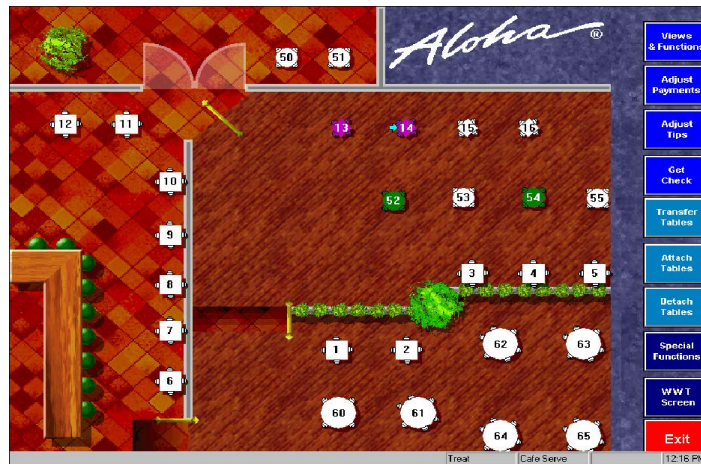 Aloha ®
50 51
12 11
13 14 15 16
10
52 53 54 55
9
3 4 5
8
7
1 2 62 63
6
60 61
64 65
Views
& Functions
Adjust
Payments
Adjust
Tips
Get
Check
Transfer
Tables
Attach
Tables
Detach
Tables
Special
Functions
WWT
Screen
Exit
Treat Cafe Serve 12:16 PM